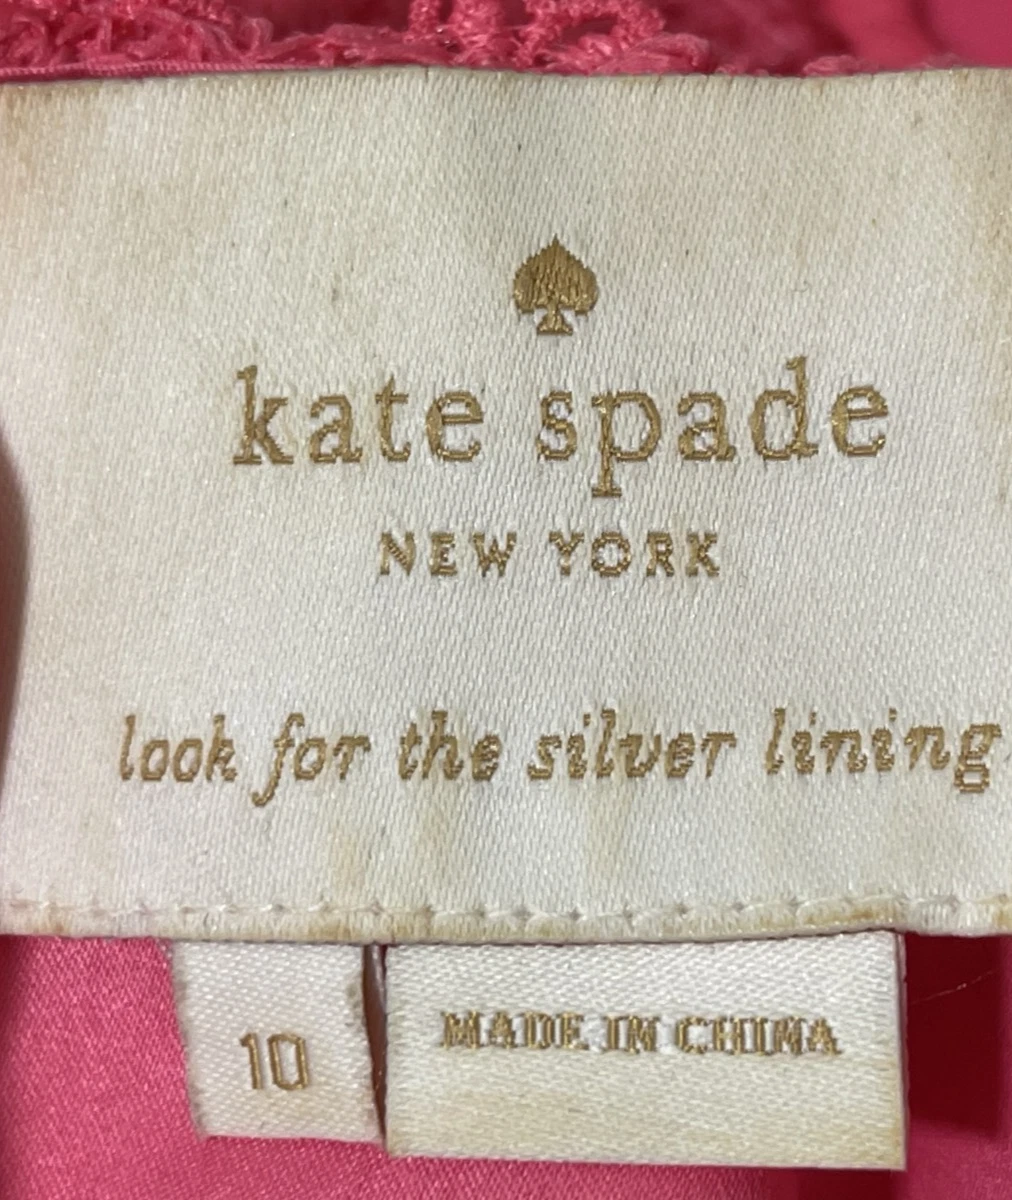 kate spade
NEW YORK
look for the silver lining
10
MADE IN CHINA